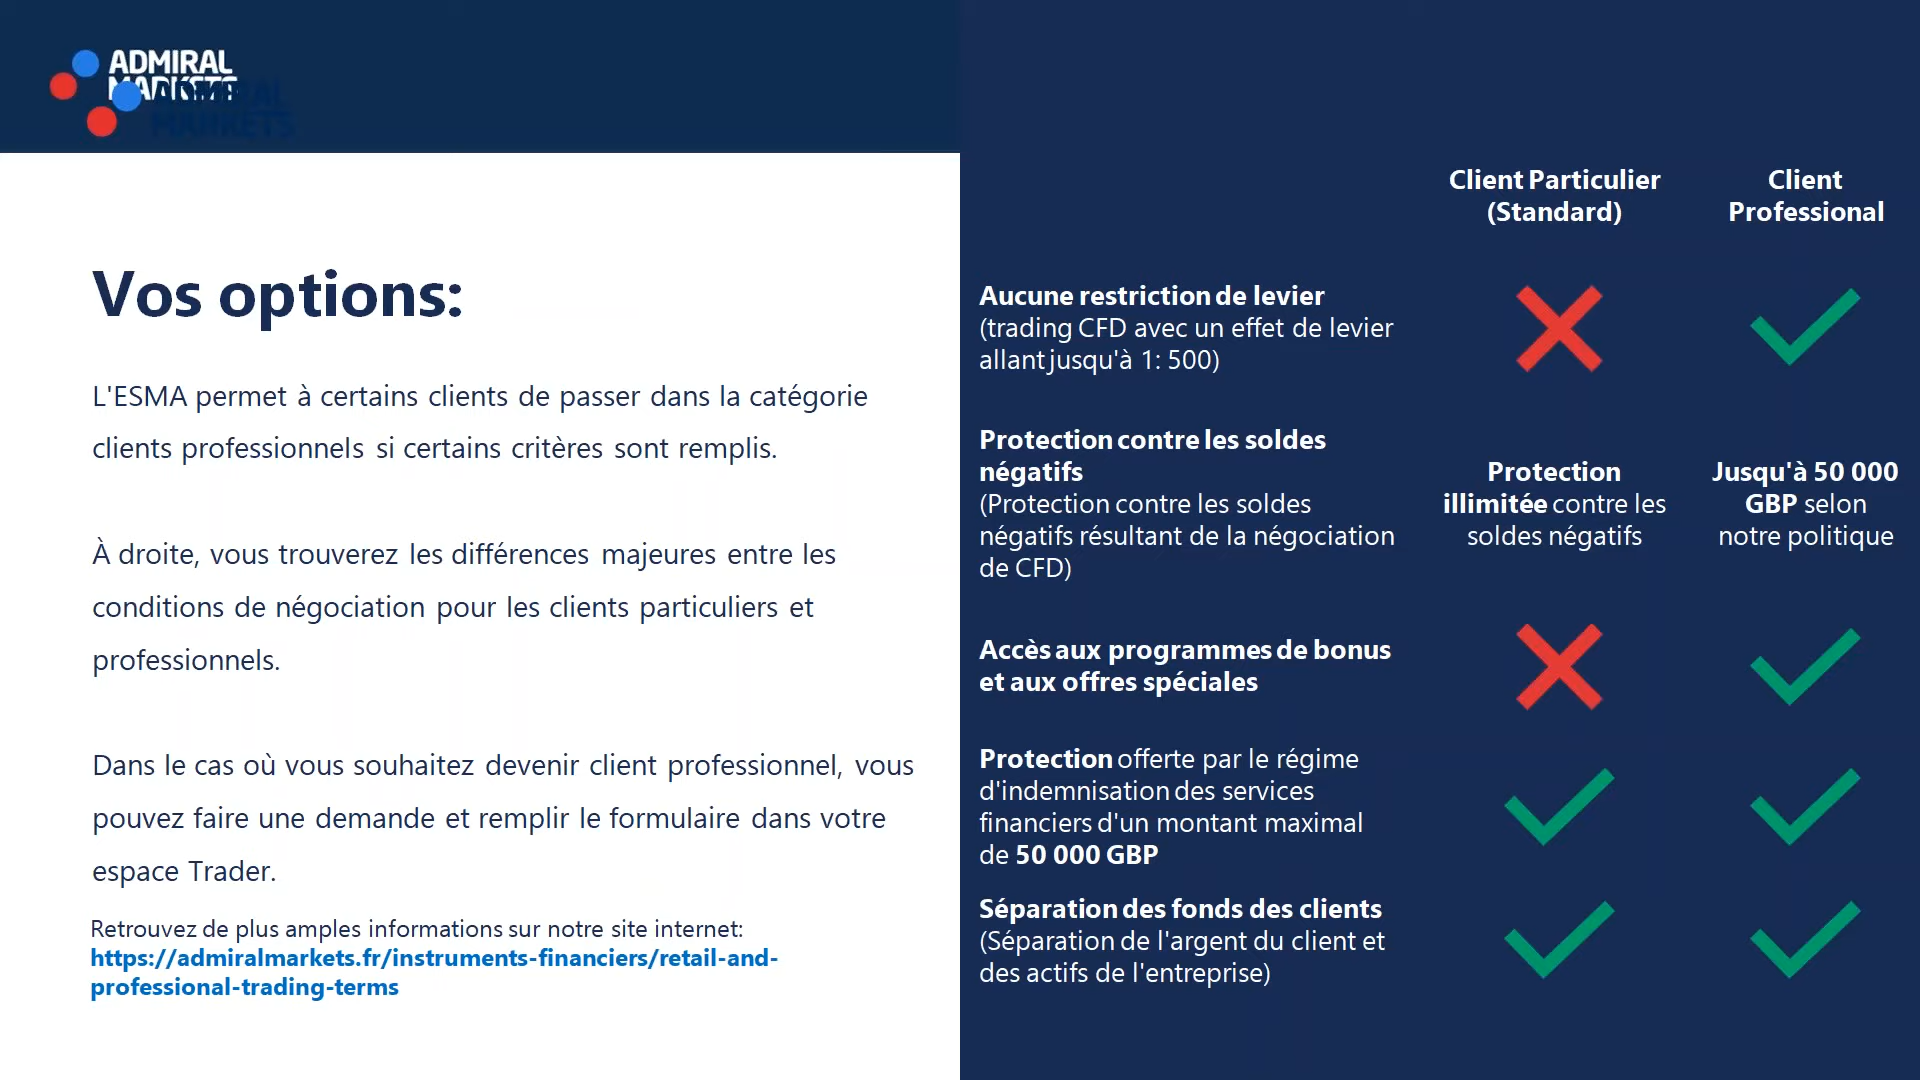 ADMIRAL
MARKETS
ADMIRAL
MARKETS
Vos options:
L'ESMA permet à certains clients de passer dans la catégorie
clients professionnels si certains critères sont remplis.
À droite, vous trouverez les différences majeures entre les
conditions de négociation pour les clients particuliers et
professionnels.
Dans le cas où vous souhaitez devenir client professionnel, vous
pouvez faire une demande et remplir le formulaire dans votre
espace Trader.
Retrouvez de plus amples informations sur notre site internet:
https://admiralmarkets.fr/instruments-financiers/retail-and-
professional-trading-terms
Client Particulier
(Standard)
Client
Professional
Aucune restriction de levier
(trading CFD avec un effet de levier
allant jusqu'à 1: 500)
Protection contre les soldes
négatifs
(Protection contre les soldes
négatifs résultant de la négociation
de CFD)
Protection
illimitée contre les
soldes négatifs
Jusqu'à 50 000
GBP selon
notre politique
Accès aux programmes de bonus
et aux offres spéciales
Protection offerte par le régime
d'indemnisation des services
financiers d'un montant maximal
de 50 000 GBP
Séparation des fonds des clients
(Séparation de l'argent du client et
des actifs de l'entreprise)